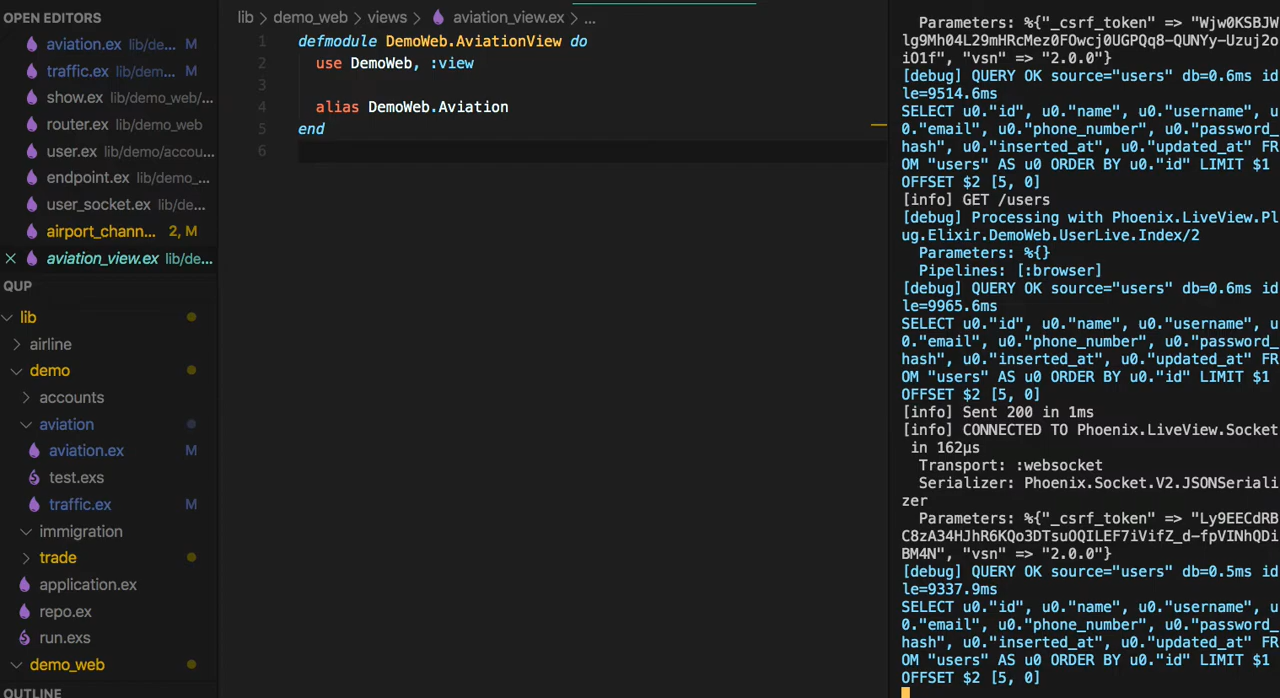 OPEN EDITORS
aviation.ex lib/de... M
traffic.ex lib/dem... M
show.ex lib/demo_web/...
router.ex lib/demo_web
user.ex lib/demo/accou...
endpoint.ex lib/demo_...
user_socket.ex lib/de...
airport_chann... 2, M
aviation_view.ex lib/de...
QUP
lib
airline
demo
accounts
aviation
aviation.ex M
test.exs
traffic.ex M
immigration
trade
application.ex
repo.ex
run.exs
demo_web
OUTLINE
lib > demo_web > views > aviation_view.ex > ...
1 defmodule DemoWeb.AviationView do
2 use DemoWeb, :view
3
4 alias DemoWeb.Aviation
5 end
6
Parameters: %{"_csrf_token" => "Wjw0KSBJW
lg9Mh04L29mHRcMez0FOwcj0UGPQq8-QUNYy-Uzuj2o
iO1f", "vsn" => "2.0.0"}
[debug] QUERY OK source="users" db=0.6ms id
le=9514.6ms
SELECT u0."id", u0."name", u0."username", u
0."email", u0."phone_number", u0."password_
hash", u0."inserted_at", u0."updated_at" FR
OM "users" AS u0 ORDER BY u0."id" LIMIT $1
OFFSET $2 [5, 0]
[info] GET /users
[debug] Processing with Phoenix.LiveView.Pl
ug.Elixir.DemoWeb.UserLive.Index/2
Parameters: %{}
Pipelines: [:browser]
[debug] QUERY OK source="users" db=0.6ms id
le=9965.6ms
SELECT u0."id", u0."name", u0."username", u
0."email", u0."phone_number", u0."password_
hash", u0."inserted_at", u0."updated_at" FR
OM "users" AS u0 ORDER BY u0."id" LIMIT $1
OFFSET $2 [5, 0]
[info] Sent 200 in 1ms
[info] CONNECTED TO Phoenix.LiveView.Socket
in 162µs
Transport: :websocket
Serializer: Phoenix.Socket.V2.JSONSeriali
zer
Parameters: %{"_csrf_token" => "Ly9EECdRB
C8zA34HJhR6KQo3DTsuOQILEF7iVifZ_d-fpVINhQDi
BM4N", "vsn" => "2.0.0"}
[debug] QUERY OK source="users" db=0.5ms id
le=9337.9ms
SELECT u0."id", u0."name", u0."username", u
0."email", u0."phone_number", u0."password_
hash", u0."inserted_at", u0."updated_at" FR
OM "users" AS u0 ORDER BY u0."id" LIMIT $1
OFFSET $2 [5, 0]